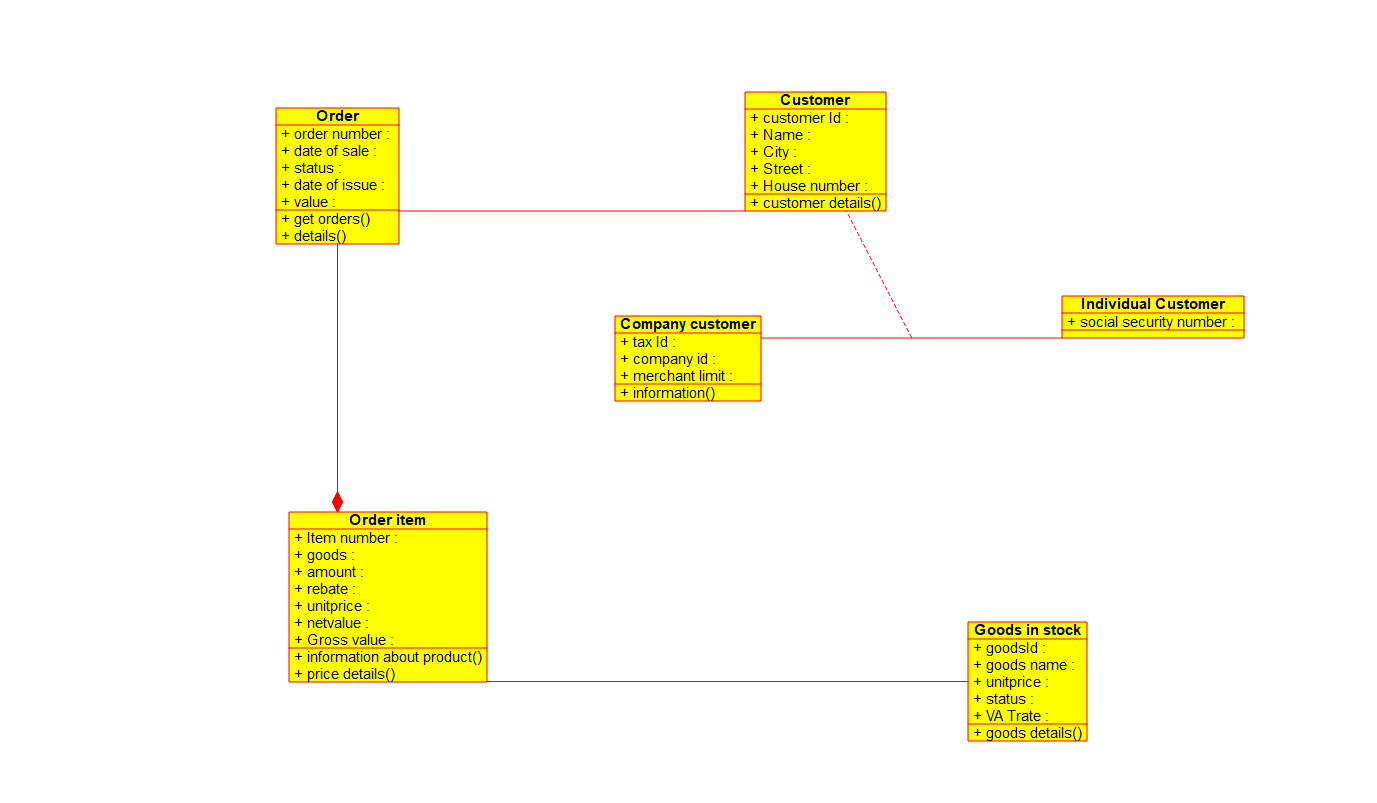 Order
+ order number :
+ date of sale :
+ status :
+ date of issue :
+ value :
+ get orders()
+ details()
Customer
+ customer Id :
+ Name :
+ City :
+ Street :
+ House number :
+ customer details()
Company customer
+ tax Id :
+ company id :
+ merchant limit :
+ information()
Individual Customer
+ social security number :
Order item
+ Item number :
+ goods :
+ amount :
+ rebate :
+ unitprice :
+ netvalue :
+ Gross value :
+ information about product()
+ price details()
Goods in stock
+ goodsId :
+ goods name :
+ unitprice :
+ status :
+ VA Trate :
+ goods details()